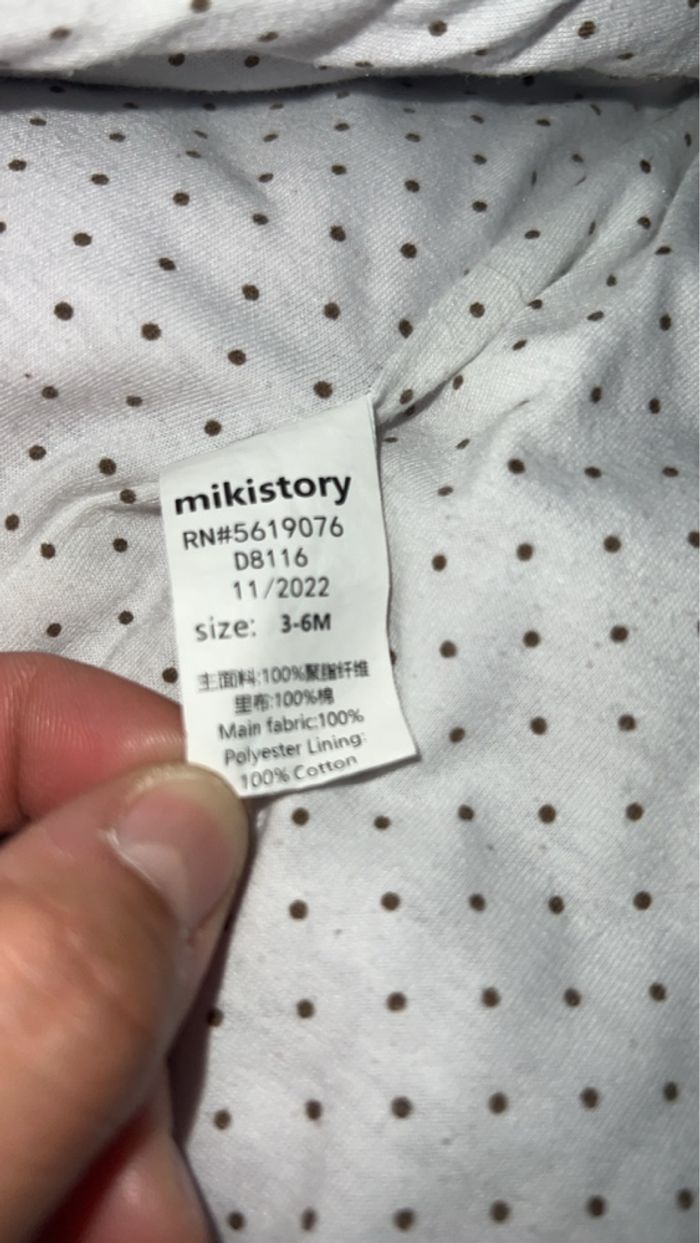 mikistory
RN#5619076
D8116
11/2022
size: 3-6M
主面料:100%聚脂纤维
里布:100%棉
Main fabric:100%
Polyester Lining:
100% Cotton